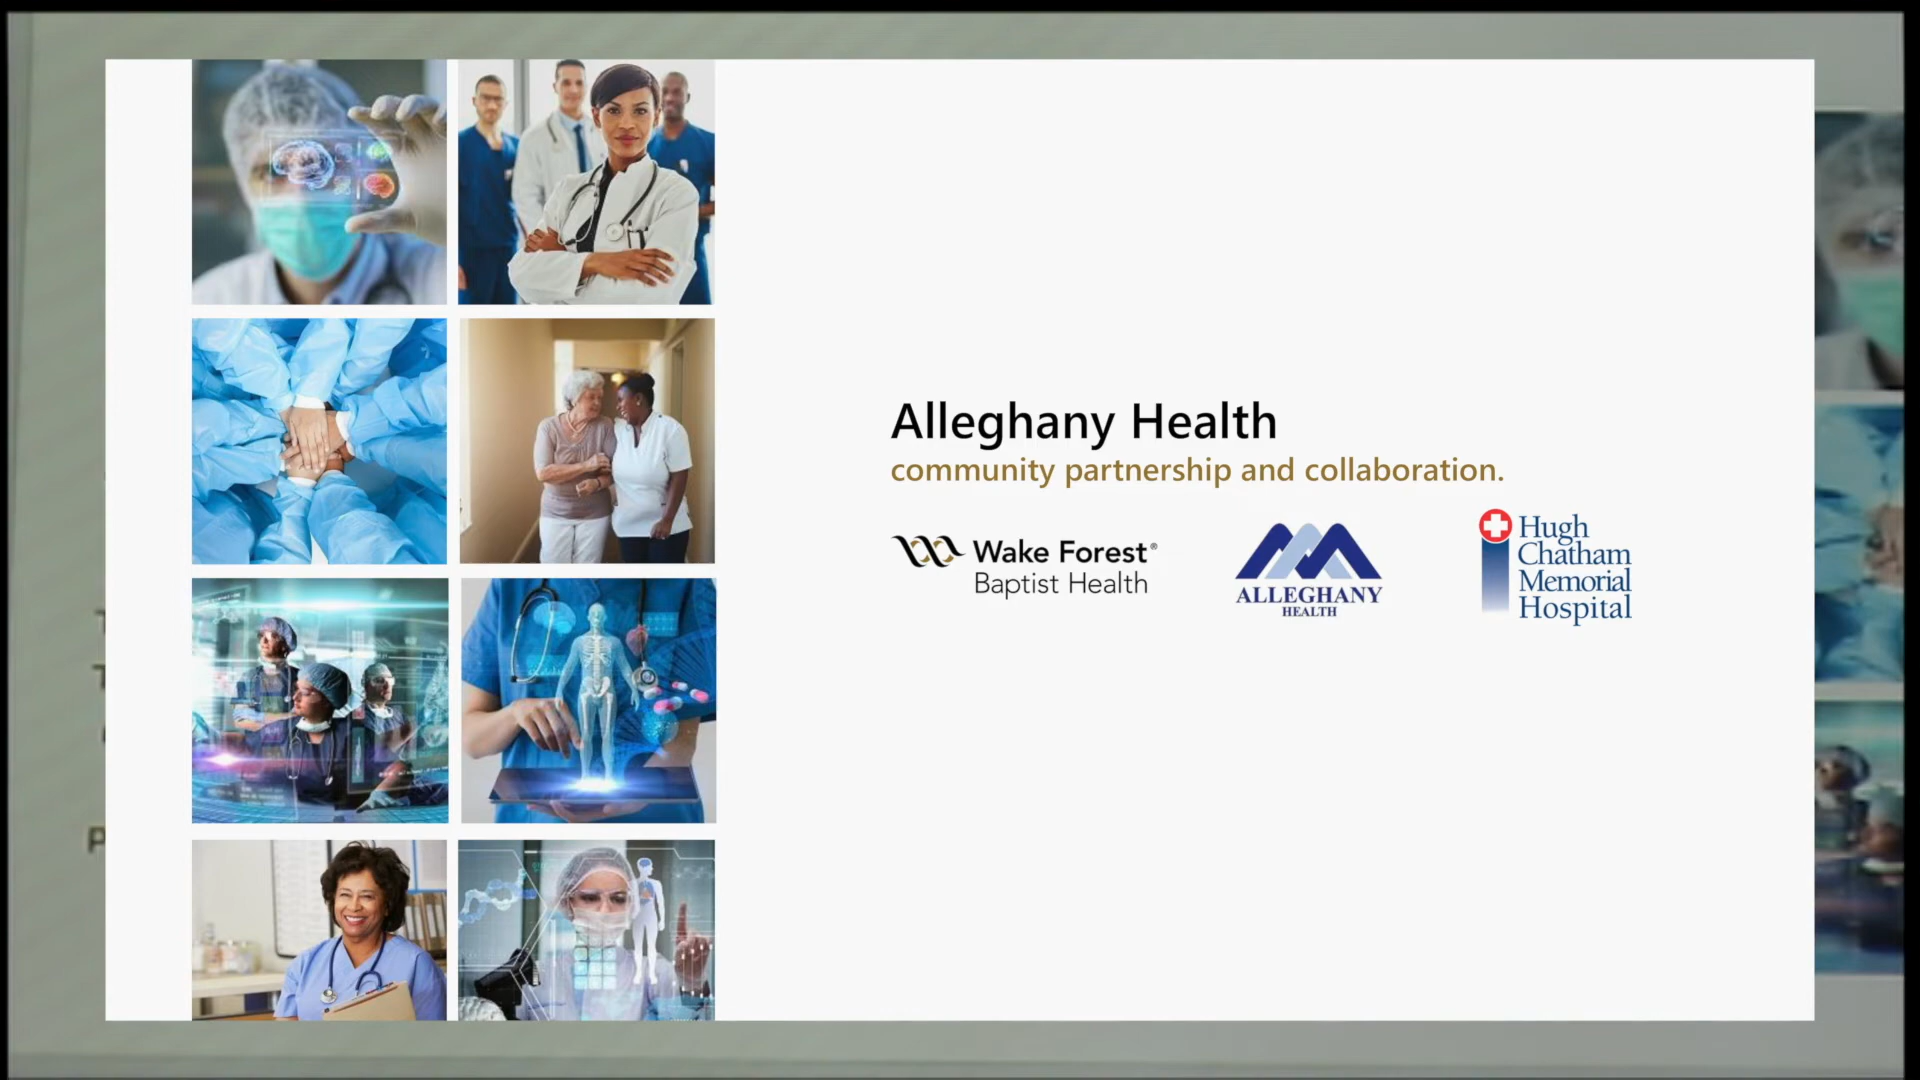 Alleghany Health
community partnership and collaboration.
Wake Forest®
Baptist Health
ALLEGHANY
HEALTH
Hugh
Chatham
Memorial
Hospital